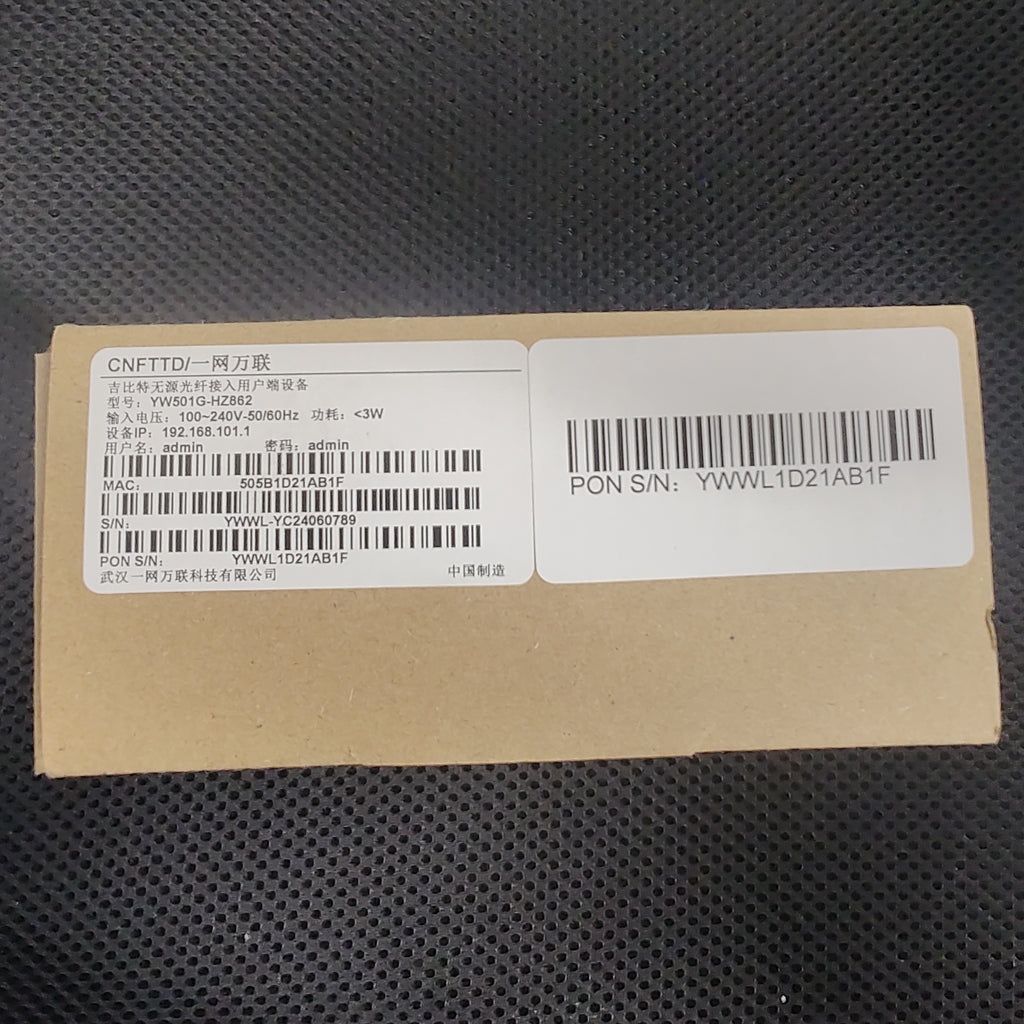 CNFTTD/一网万联
吉比特无源光纤接入用户端设备
型号：YW501G-HZ862
输入电压：100~240V-50/60Hz 功耗：<3W
设备IP：192.168.101.1
用户名：admin 密码：admin
MAC： 505B1D21AB1F
S/N： YWWL-YC24060789
PON S/N： YWWL1D21AB1F
武汉一网万联科技有限公司 中国制造
PON S/N： YWWL1D21AB1F